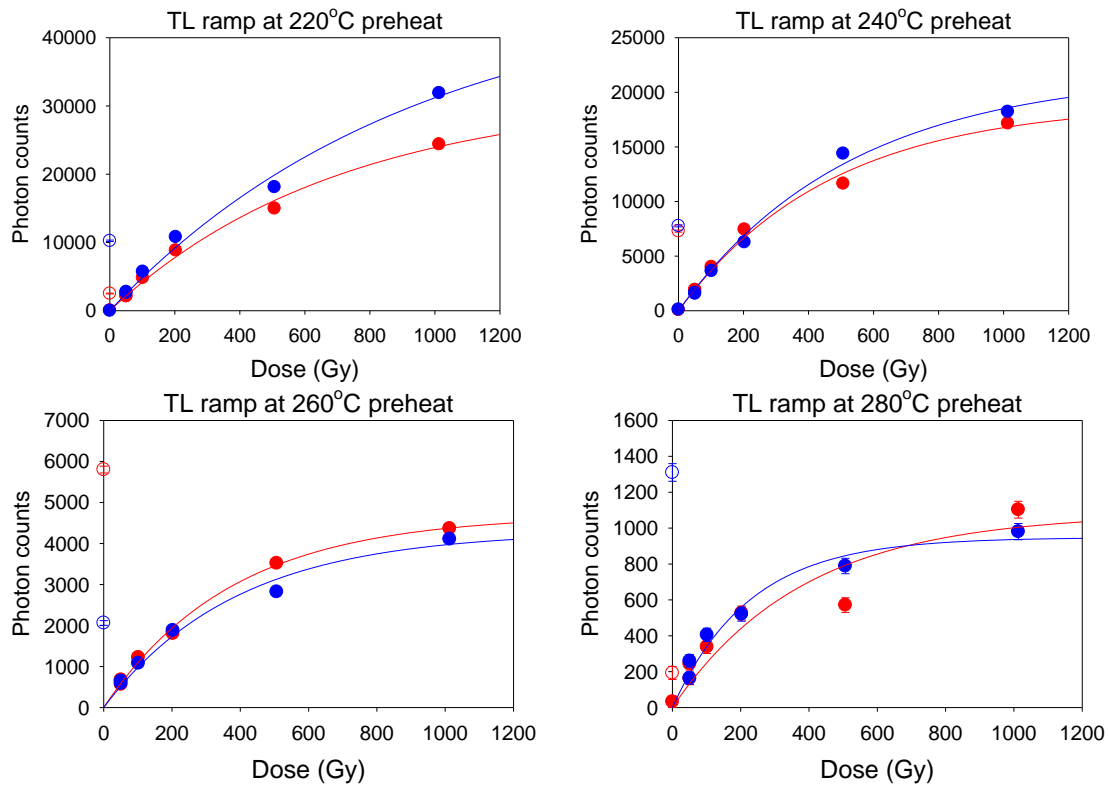 TL ramp at 220°C preheat
40000
30000
20000
10000
0
Photon counts
0 200 400 600 800 1000 1200
Dose (Gy)
TL ramp at 240°C preheat
25000
20000
15000
10000
5000
0
Photon counts
0 200 400 600 800 1000 1200
Dose (Gy)
TL ramp at 260°C preheat
7000
6000
5000
4000
3000
2000
1000
0
Photon counts
0 200 400 600 800 1000 1200
Dose (Gy)
TL ramp at 280°C preheat
1600
1400
1200
1000
800
600
400
200
0
Photon counts
0 200 400 600 800 1000 1200
Dose (Gy)